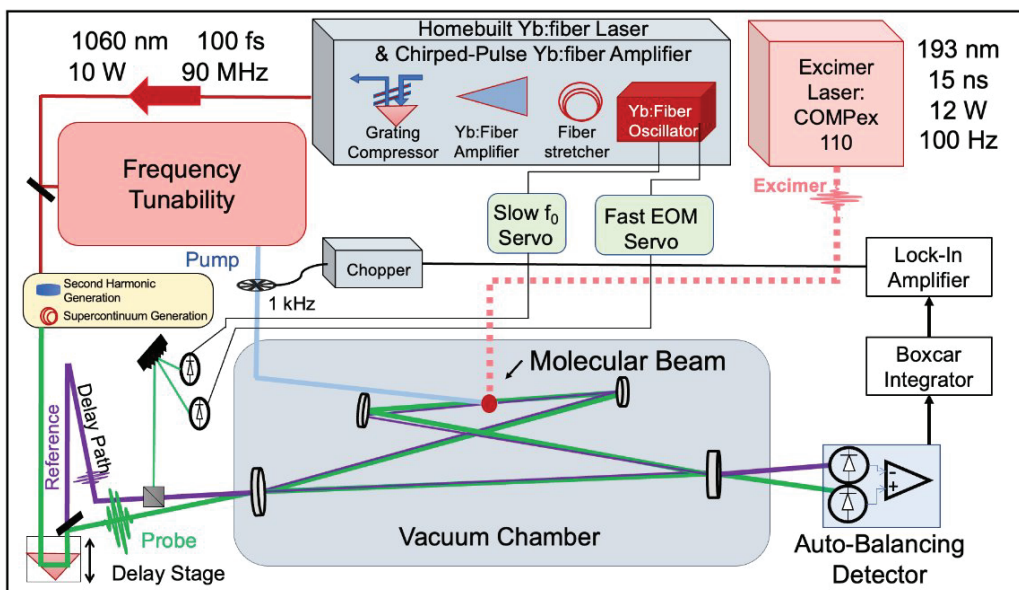 Homebuilt Yb:fiber Laser
& Chirped-Pulse Yb:fiber Amplifier
Grating
Compressor
Yb:Fiber
Amplifier
Fiber
stretcher
Yb:Fiber
Oscillator
1060 nm
100 fs
10 W
90 MHz
Excimer
Laser:
COMPex
110
193 nm
15 ns
12 W
100 Hz
Excimer
Frequency
Tunability
Slow f₀
Servo
Fast EOM
Servo
Pump
Chopper
1 kHz
Lock-In
Amplifier
Second Harmonic
Generation
Supercontinuum Generation
Boxcar
Integrator
Molecular Beam
Reference
Delay Path
Probe
Delay Stage
Vacuum Chamber
-
+
Auto-Balancing
Detector